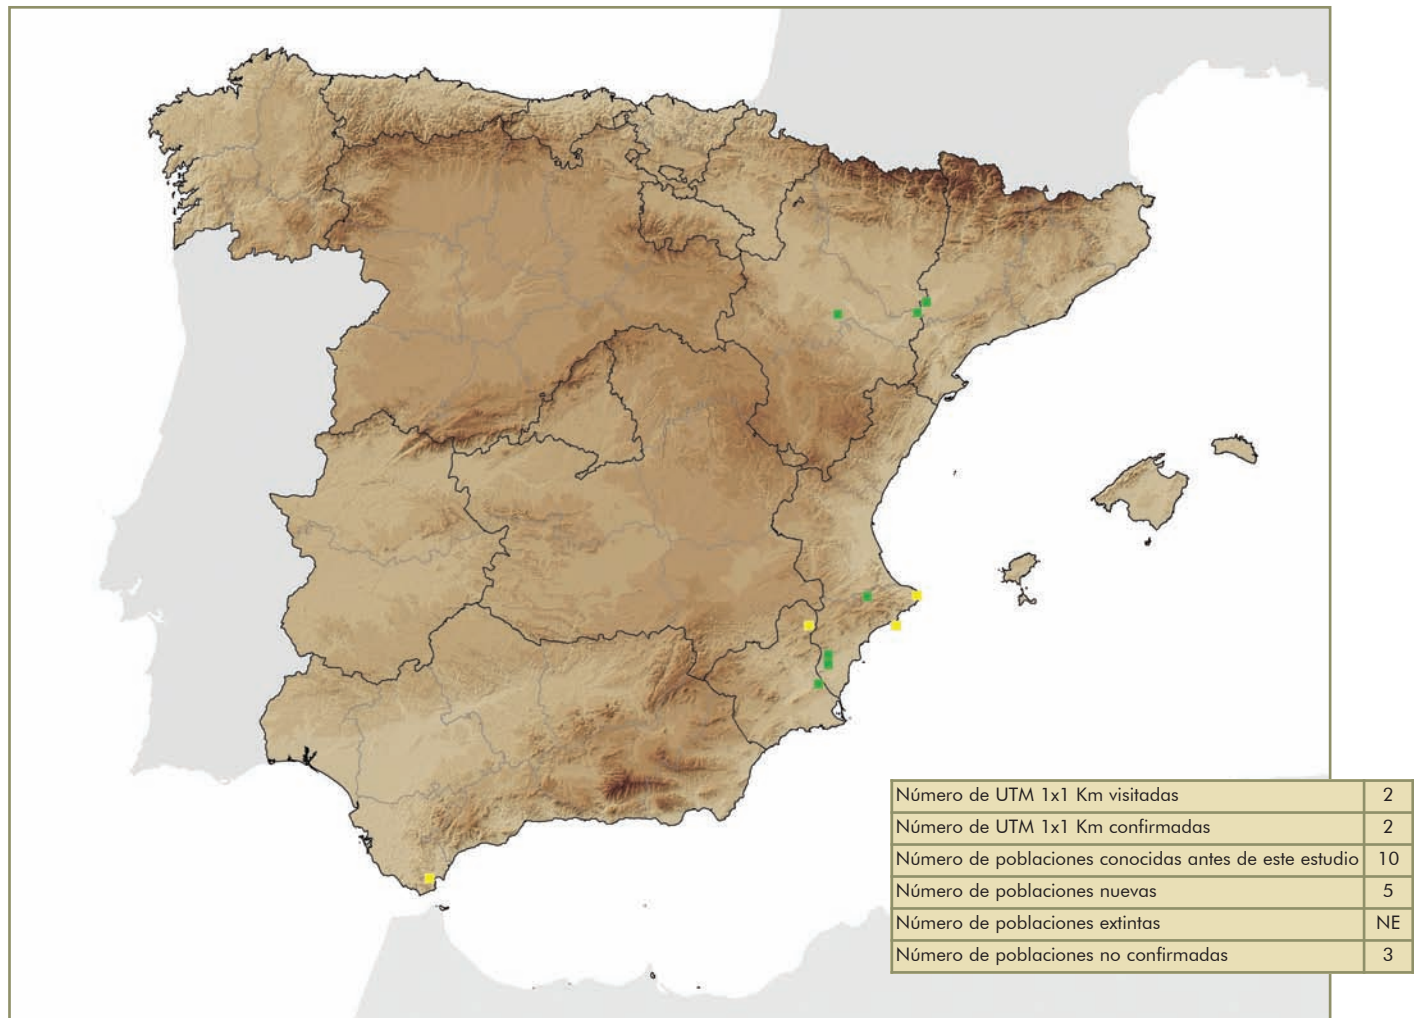 Número de UTM 1x1 Km visitadas 2
Número de UTM 1x1 Km confirmadas 2
Número de poblaciones conocidas antes de este estudio 10
Número de poblaciones nuevas 5
Número de poblaciones extintas NE
Número de poblaciones no confirmadas 3